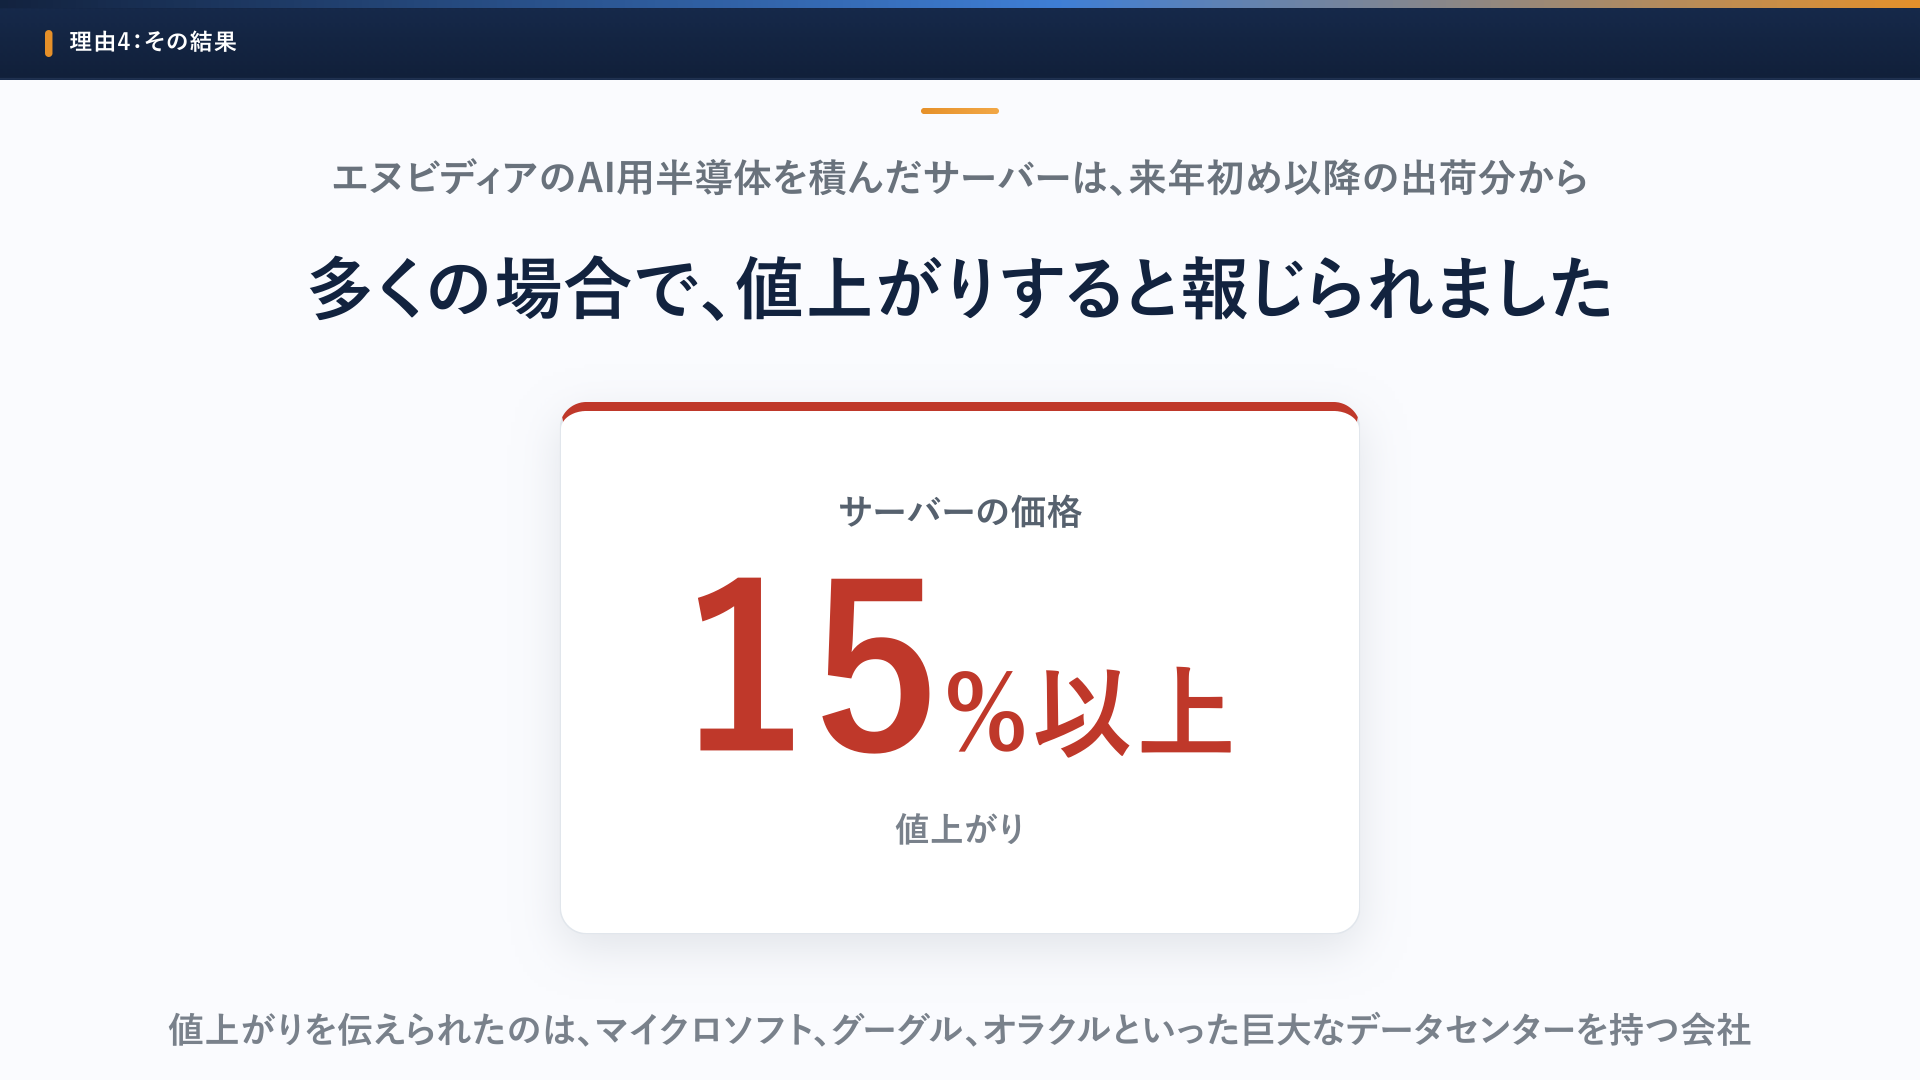 理由4：その結果
エヌビディアのAI用半導体を積んだサーバーは、来年初め以降の出荷分から
多くの場合で、値上がりすると報じられました
サーバーの価格
15%以上
値上がり
値上がりを伝えられたのは、マイクロソフト、グーグル、オラクルといった巨大なデータセンターを持つ会社